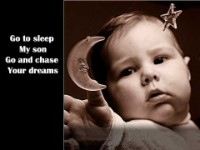 Go to sleep
My son
Go and chase
Your dreams